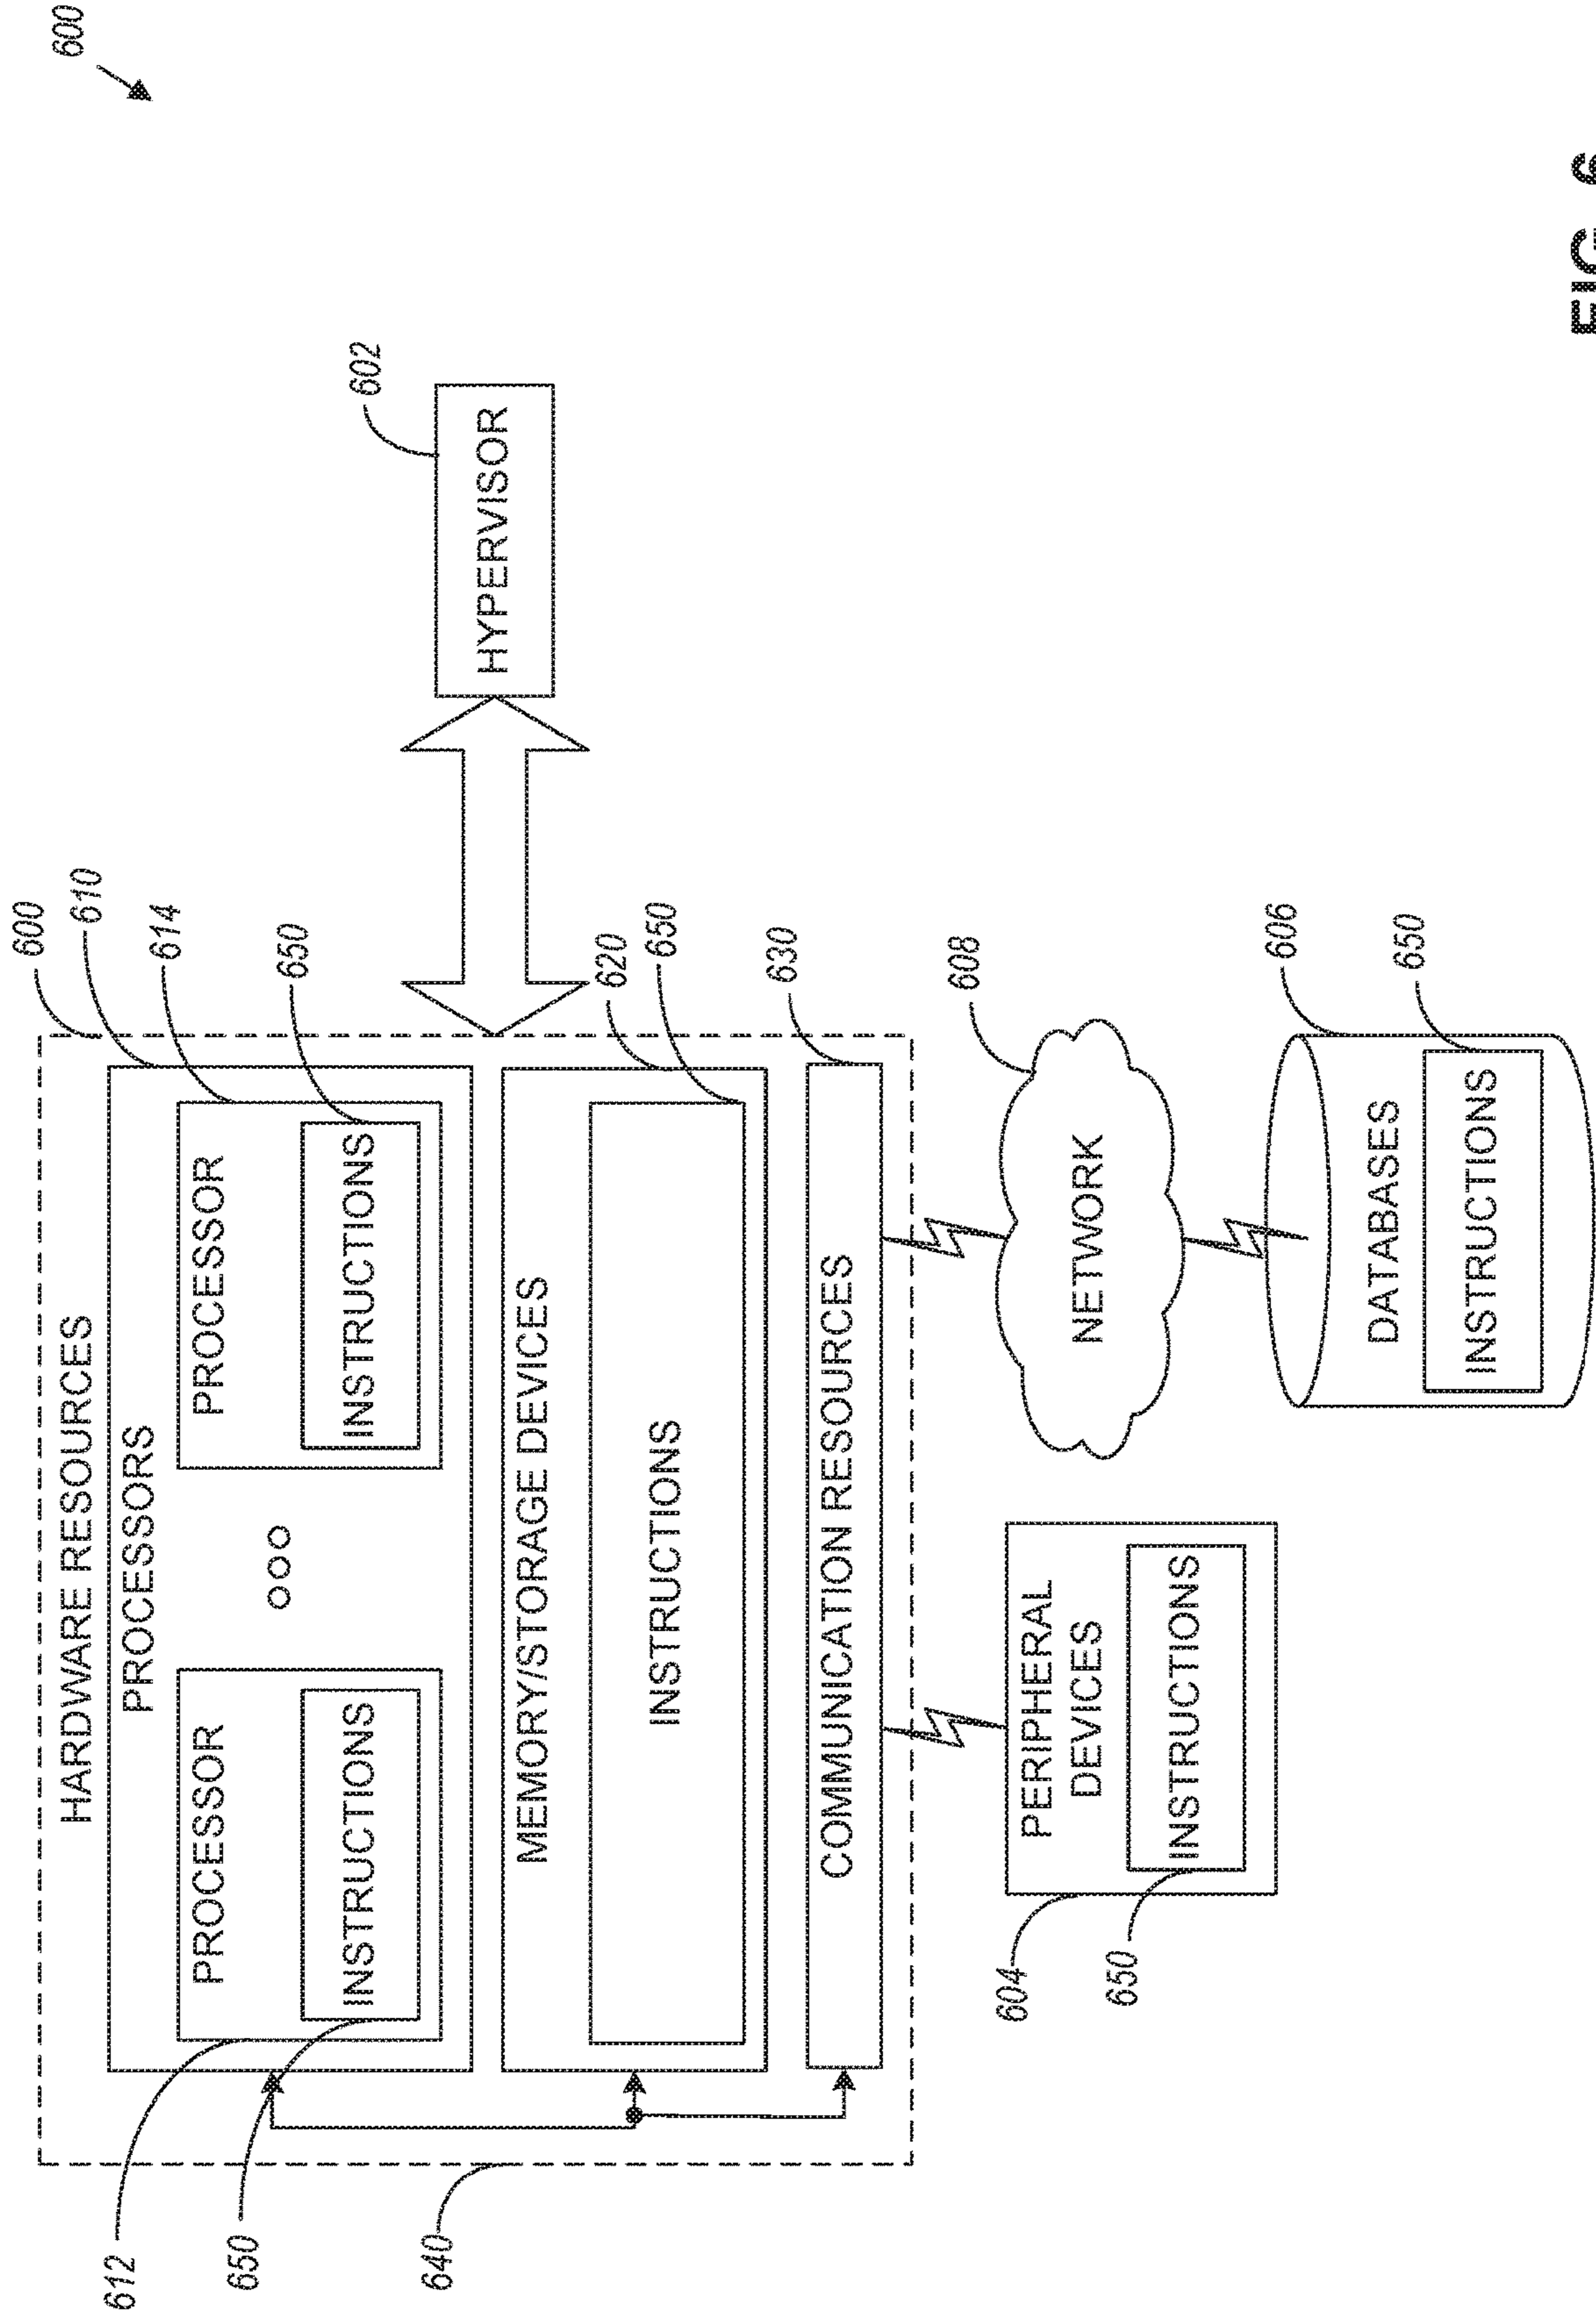 600
600
HARDWARE RESOURCES
610
PROCESSORS
612
PROCESSOR
614
PROCESSOR
650
INSTRUCTIONS
650
INSTRUCTIONS
602
HYPERVISOR
620
MEMORY/STORAGE DEVICES
650
INSTRUCTIONS
640
630
COMMUNICATION RESOURCES
604
PERIPHERAL
DEVICES
650
INSTRUCTIONS
608
NETWORK
606
DATABASES
650
INSTRUCTIONS
FIG. 6